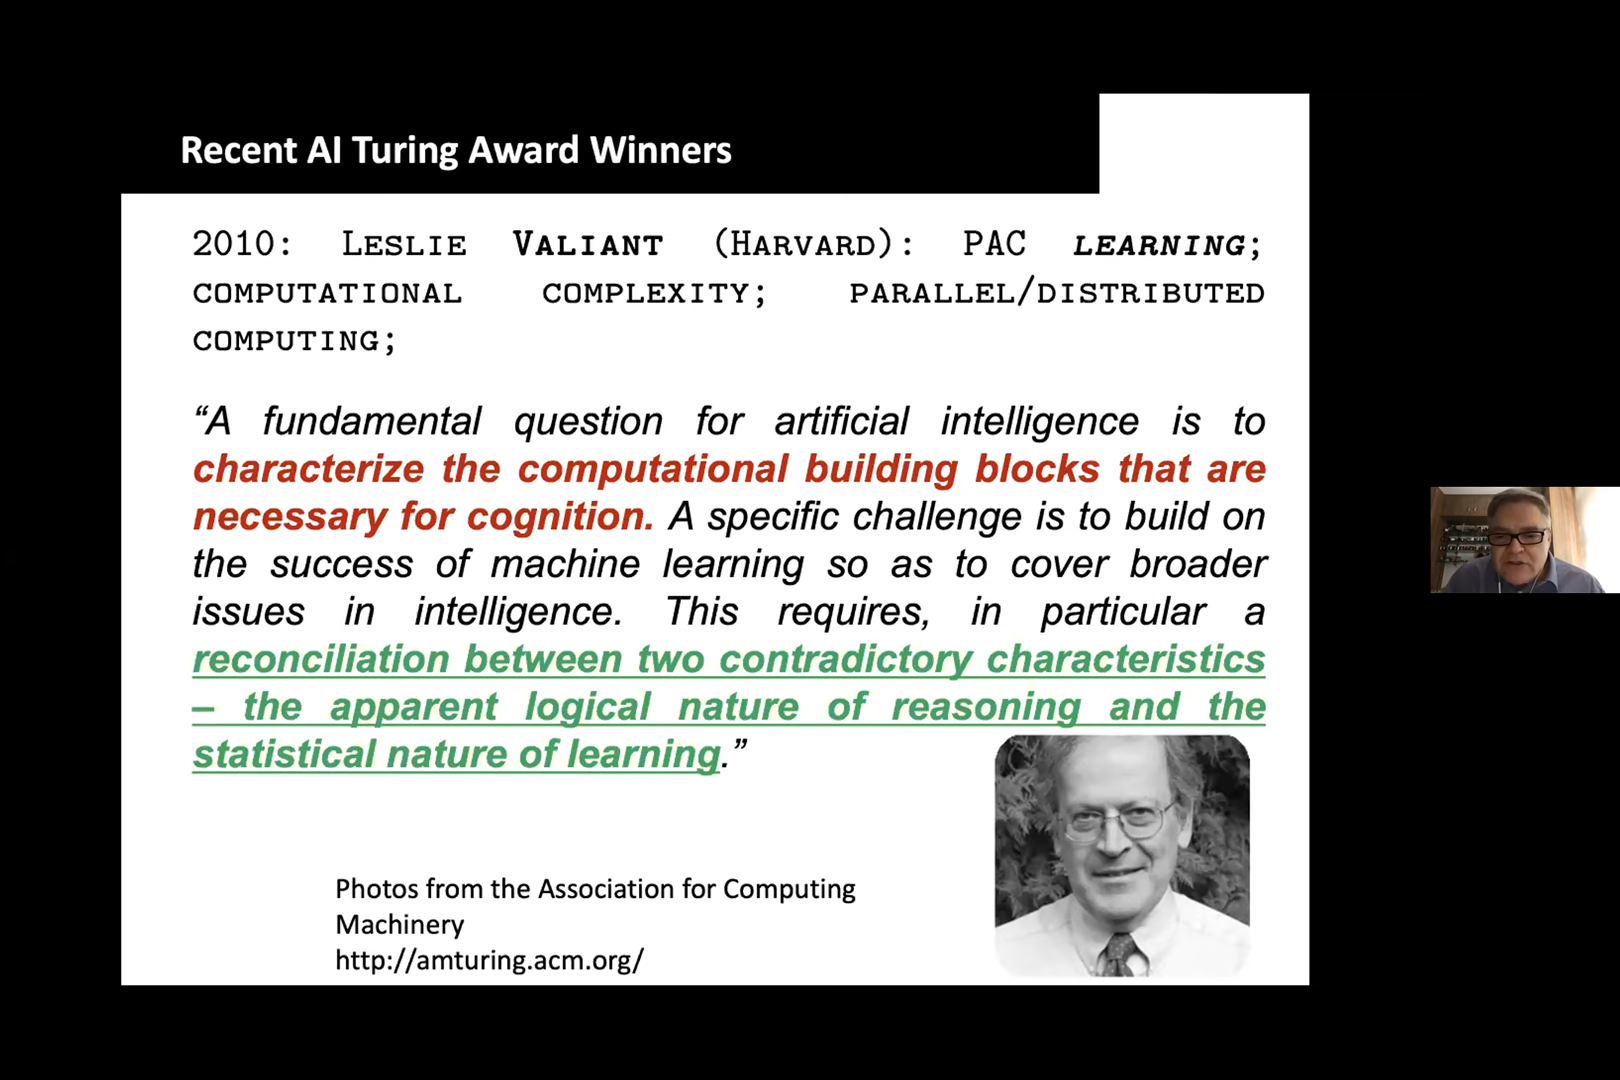 Recent AI Turing Award Winners
2010: Leslie Valiant (Harvard): PAC learning;
computational complexity; parallel/distributed
computing;
“A fundamental question for artificial intelligence is to
characterize the computational building blocks that are
necessary for cognition. A specific challenge is to build on
the success of machine learning so as to cover broader
issues in intelligence. This requires, in particular a
reconciliation between two contradictory characteristics
– the apparent logical nature of reasoning and the
statistical nature of learning.”
Photos from the Association for Computing
Machinery
http://amturing.acm.org/